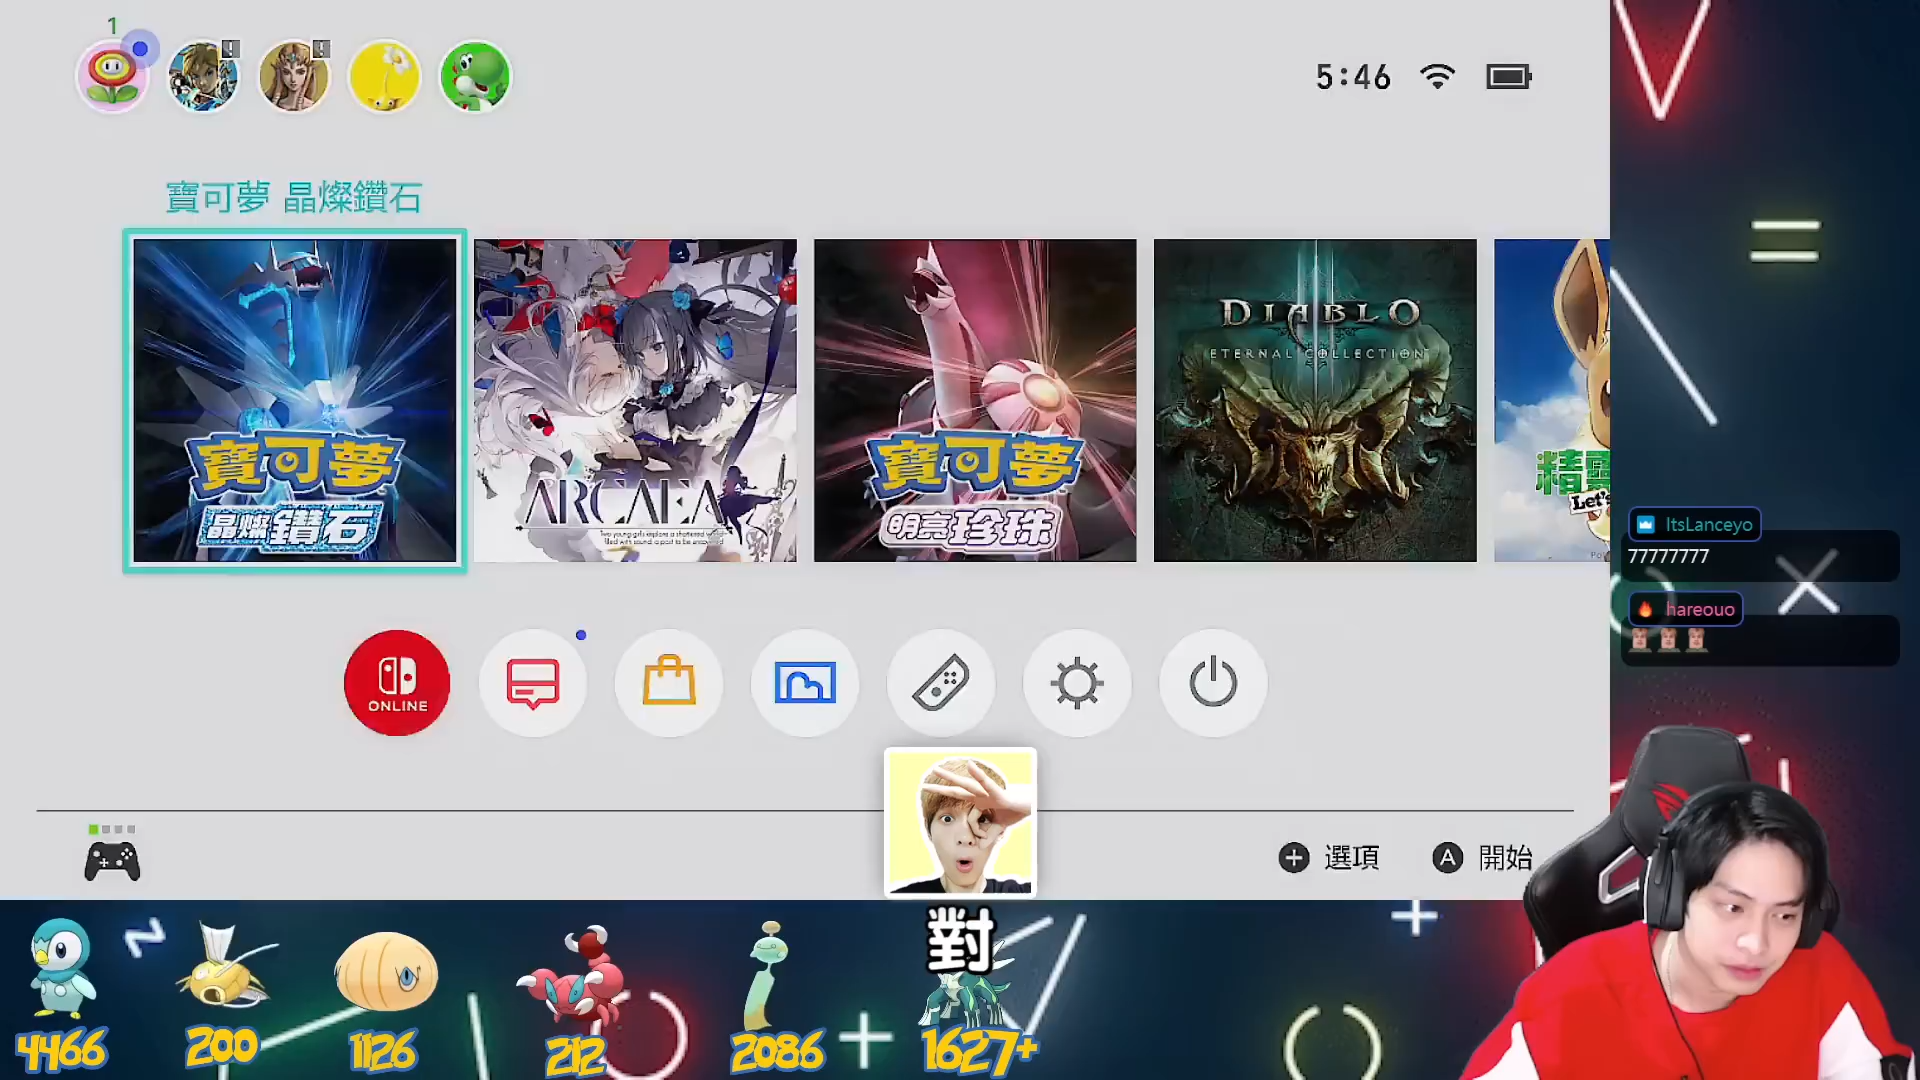 1
5:46
寶可夢 晶燦鑽石
寶可夢
晶燦鑽石
ARCAEA
寶可夢
明亮珍珠
DIABLO
ETERNAL COLLECTION
精靈
Let's
ItsLanceyo
77777777
hareouo
ONLINE
選項
開始
對
4466
200
1126
212
2086
1627+